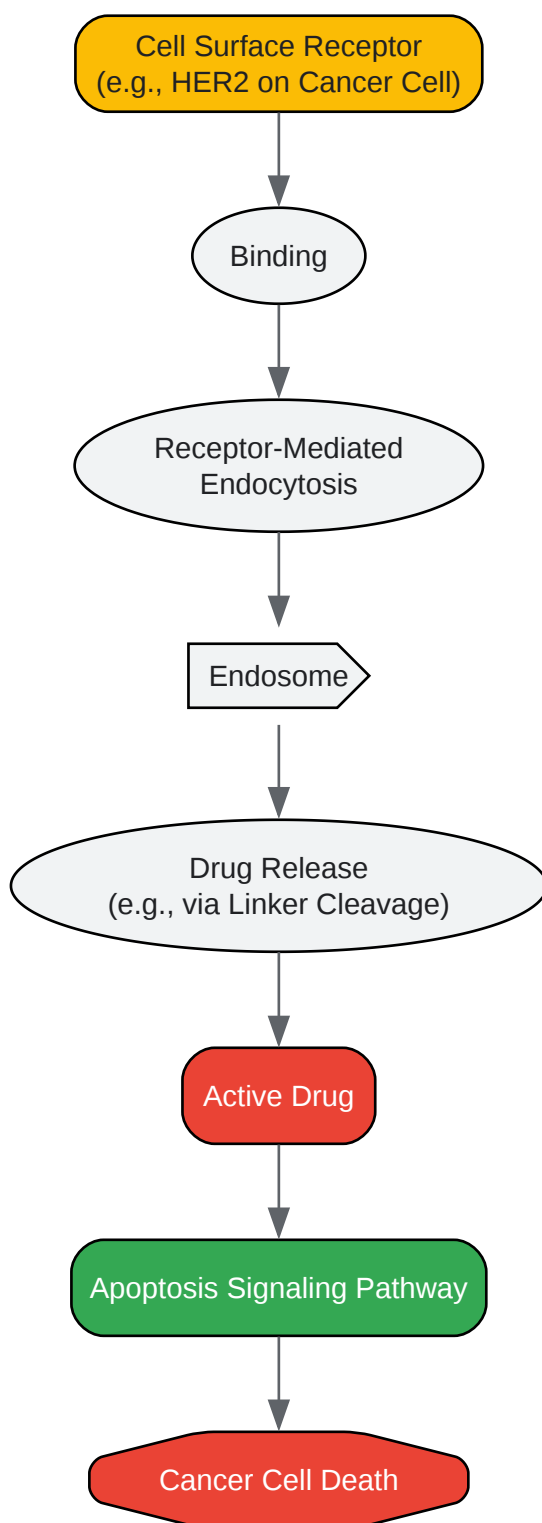 Cell Surface Receptor
(e.g., HER2 on Cancer Cell)
Binding
Receptor-Mediated
Endocytosis
Endosome
Drug Release
(e.g., via Linker Cleavage)
Active Drug
Apoptosis Signaling Pathway
Cancer Cell Death